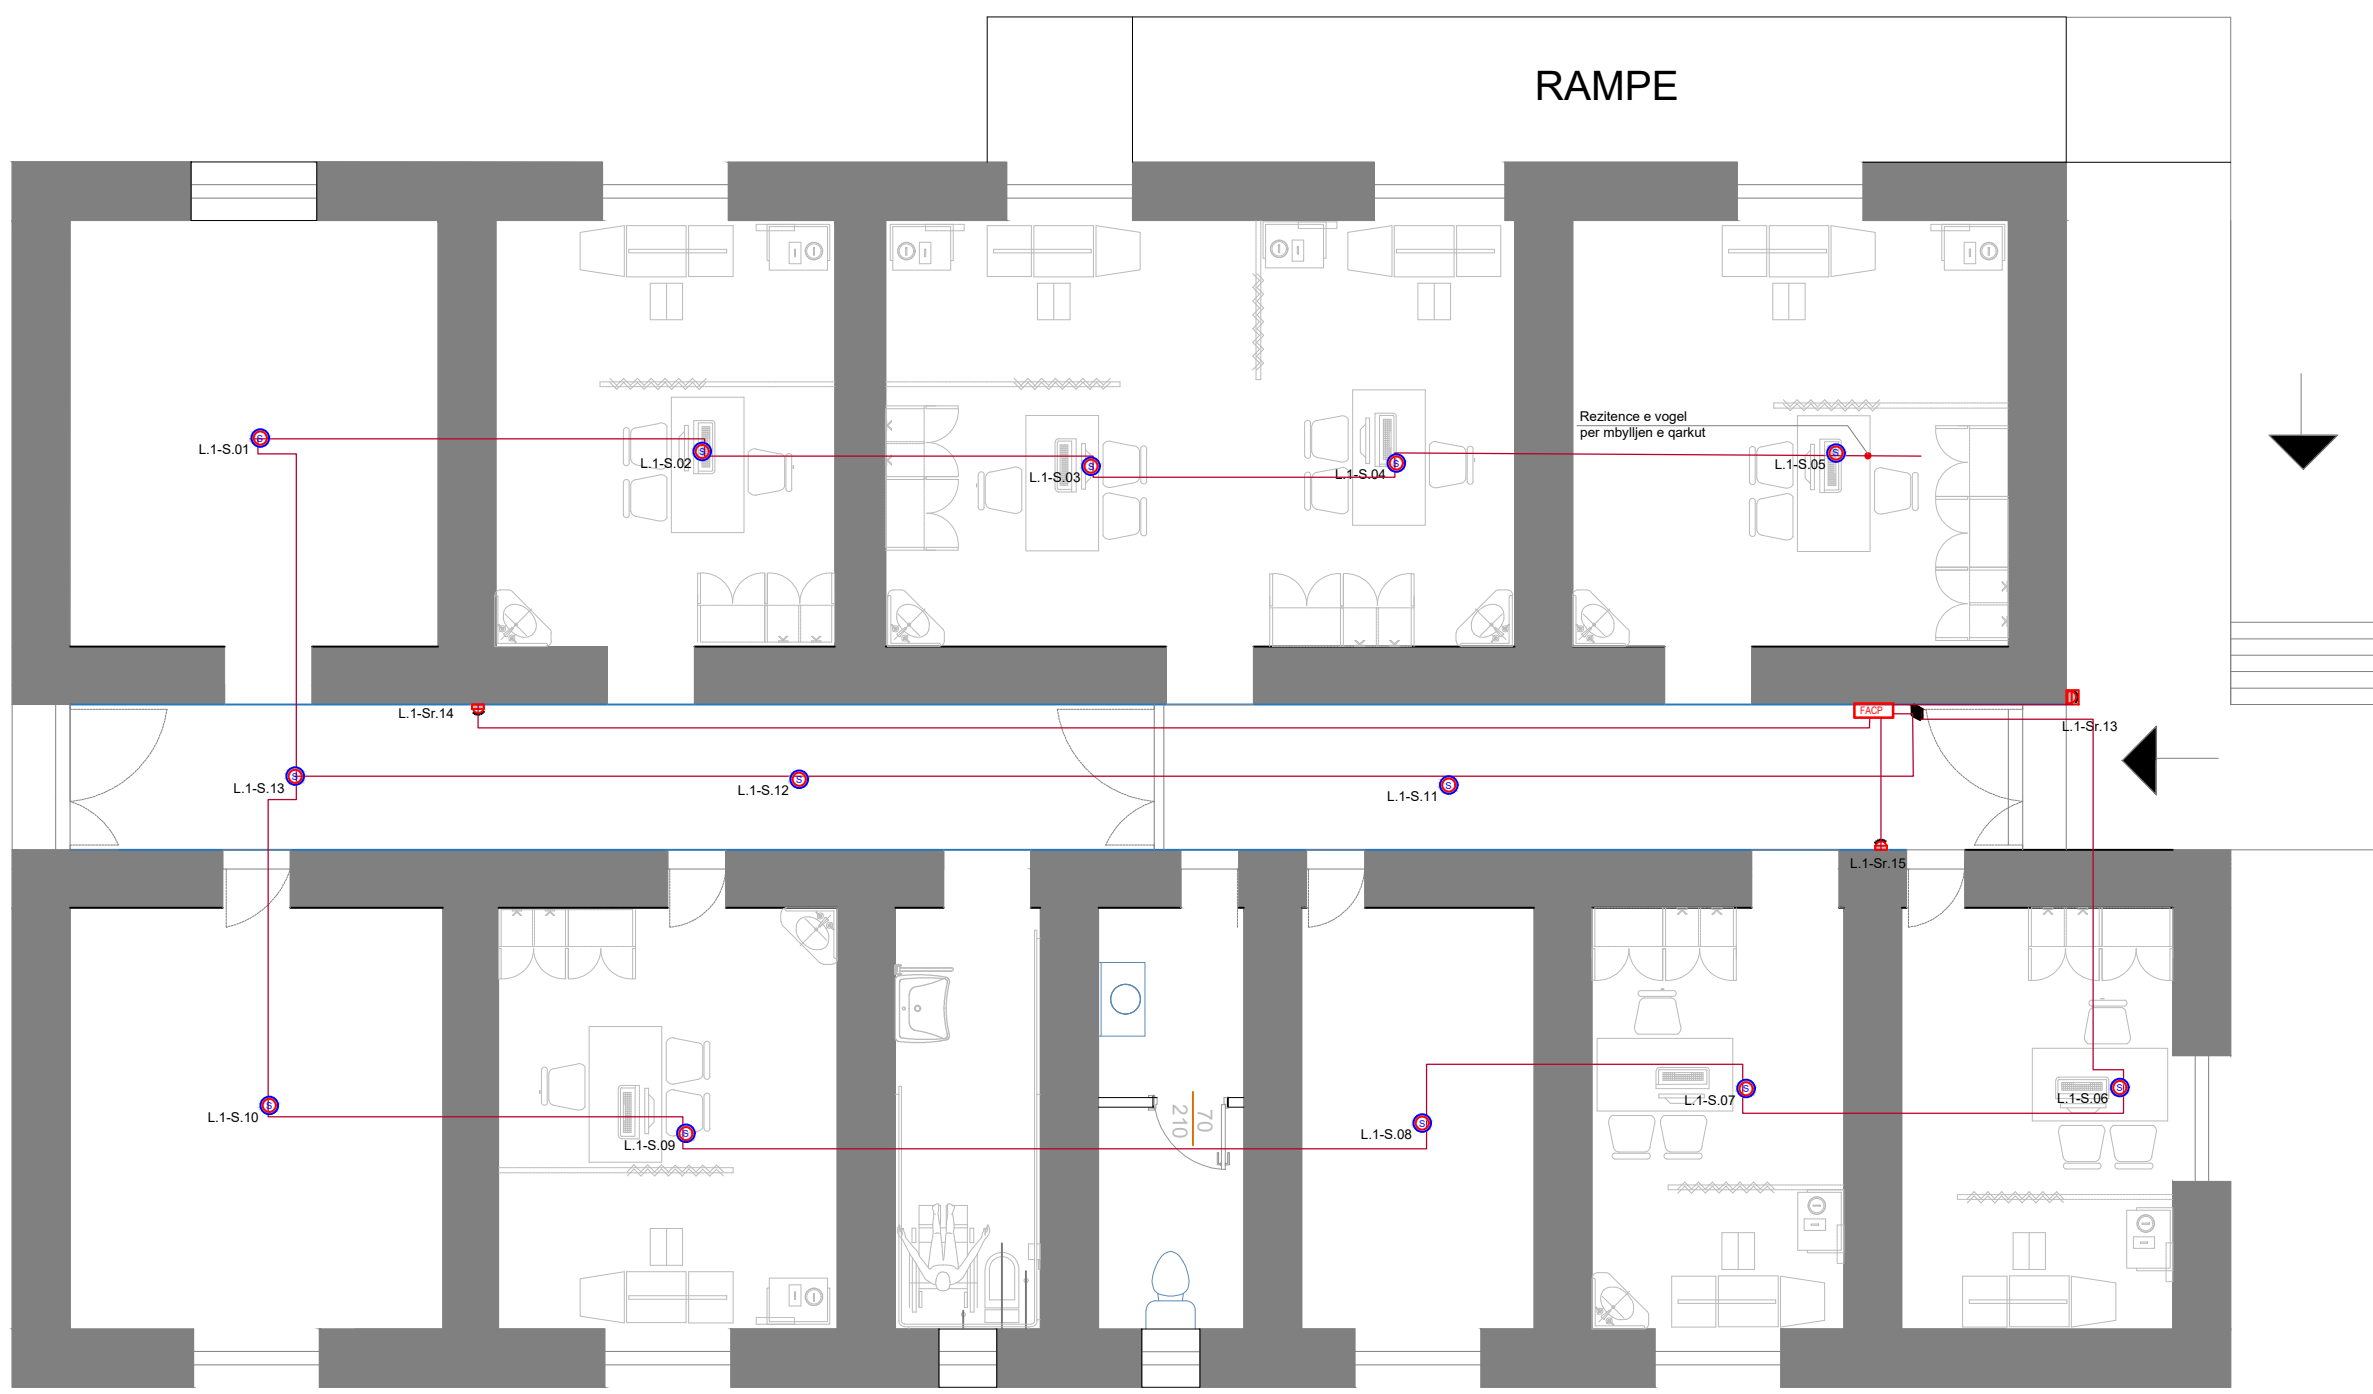 RAMPE
Rezitence e vogel
per mbylljen e qarkut
L.1-S.01
L.1-S.02
L.1-S.03
L.1-S.04
L.1-S.05
L.1-Sr.14
FACP
L.1-Sr.13
L.1-S.13
L.1-S.12
L.1-S.11
L.1-Sr.15
L.1-S.10
L.1-S.09
L.1-S.08
L.1-S.07
L.1-S.06
70
210
S
S
S
S
S
S
S
S
S
S
S
S
S